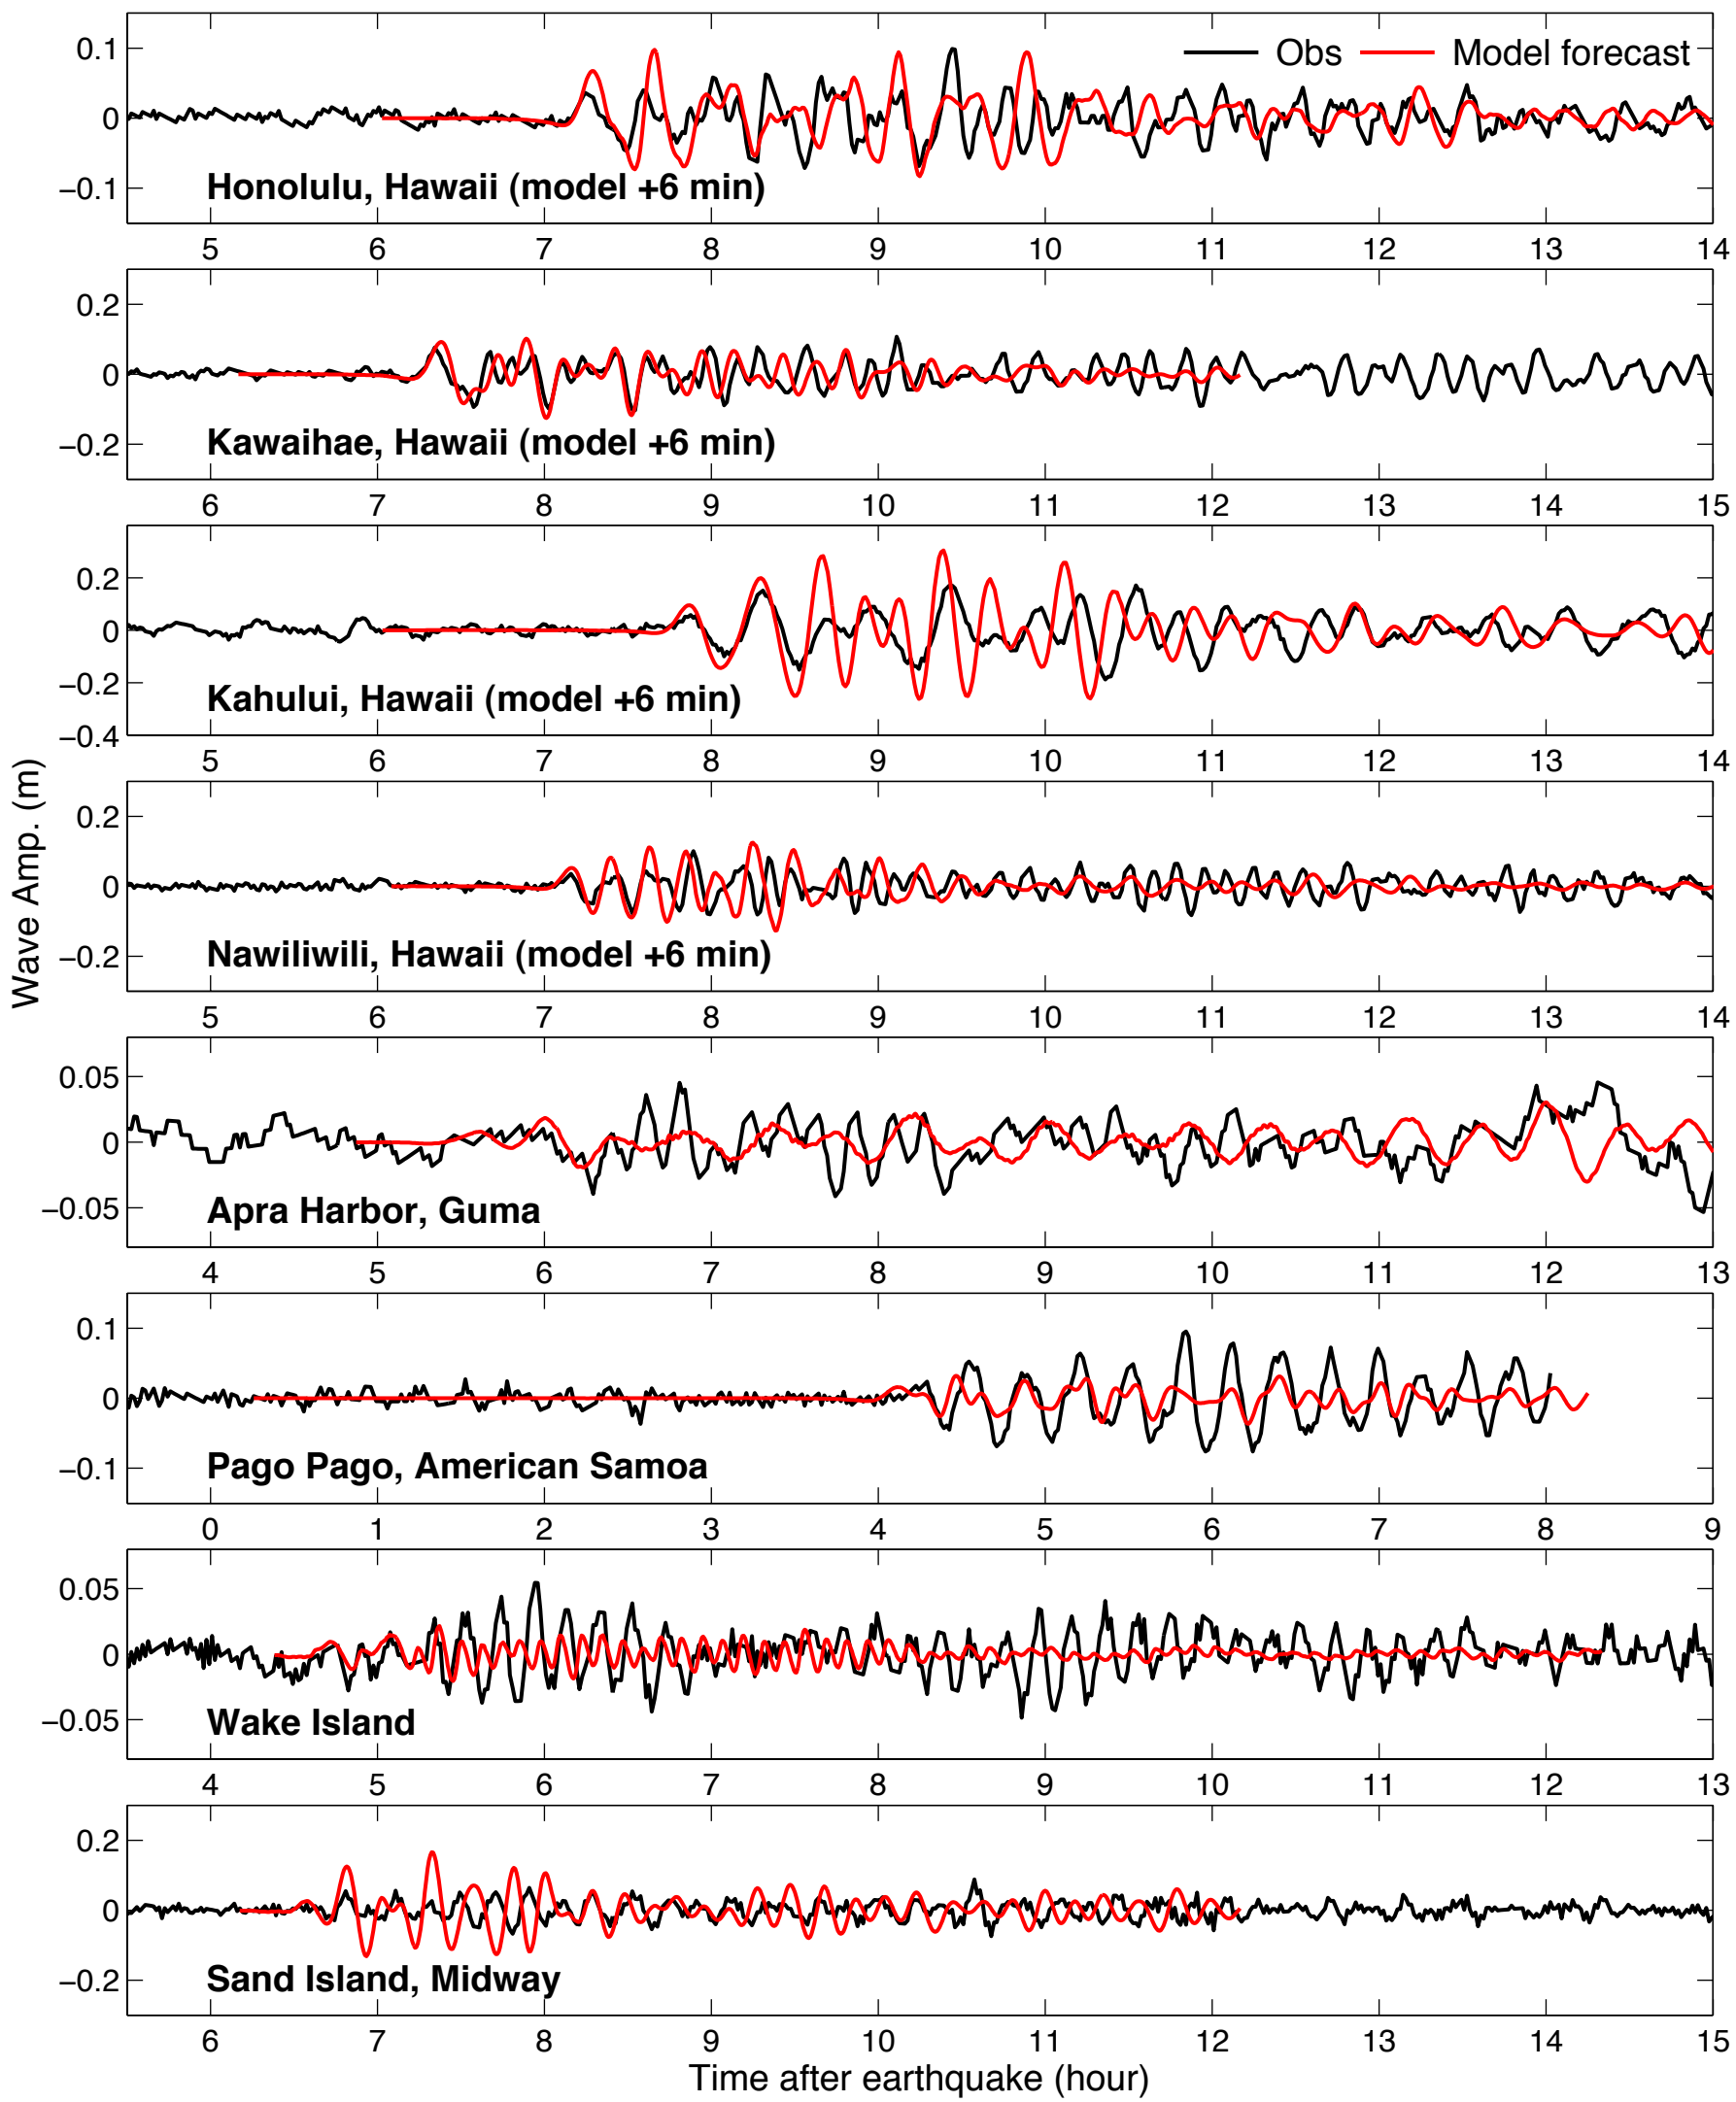 Wave Amp. (m)
0.1
0
−0.1
Obs Model forecast
Honolulu, Hawaii (model +6 min)
5 6 7 8 9 10 11 12 13 14
0.2
0
−0.2
Kawaihae, Hawaii (model +6 min)
6 7 8 9 10 11 12 13 14 15
0.2
0
−0.2
−0.4
Kahului, Hawaii (model +6 min)
5 6 7 8 9 10 11 12 13 14
0.2
0
−0.2
Nawiliwili, Hawaii (model +6 min)
5 6 7 8 9 10 11 12 13 14
0.05
0
−0.05
Apra Harbor, Guma
4 5 6 7 8 9 10 11 12 13
0.1
0
−0.1
Pago Pago, American Samoa
0 1 2 3 4 5 6 7 8 9
0.05
0
−0.05
Wake Island
4 5 6 7 8 9 10 11 12 13
0.2
0
−0.2
Sand Island, Midway
6 7 8 9 10 11 12 13 14 15
Time after earthquake (hour)